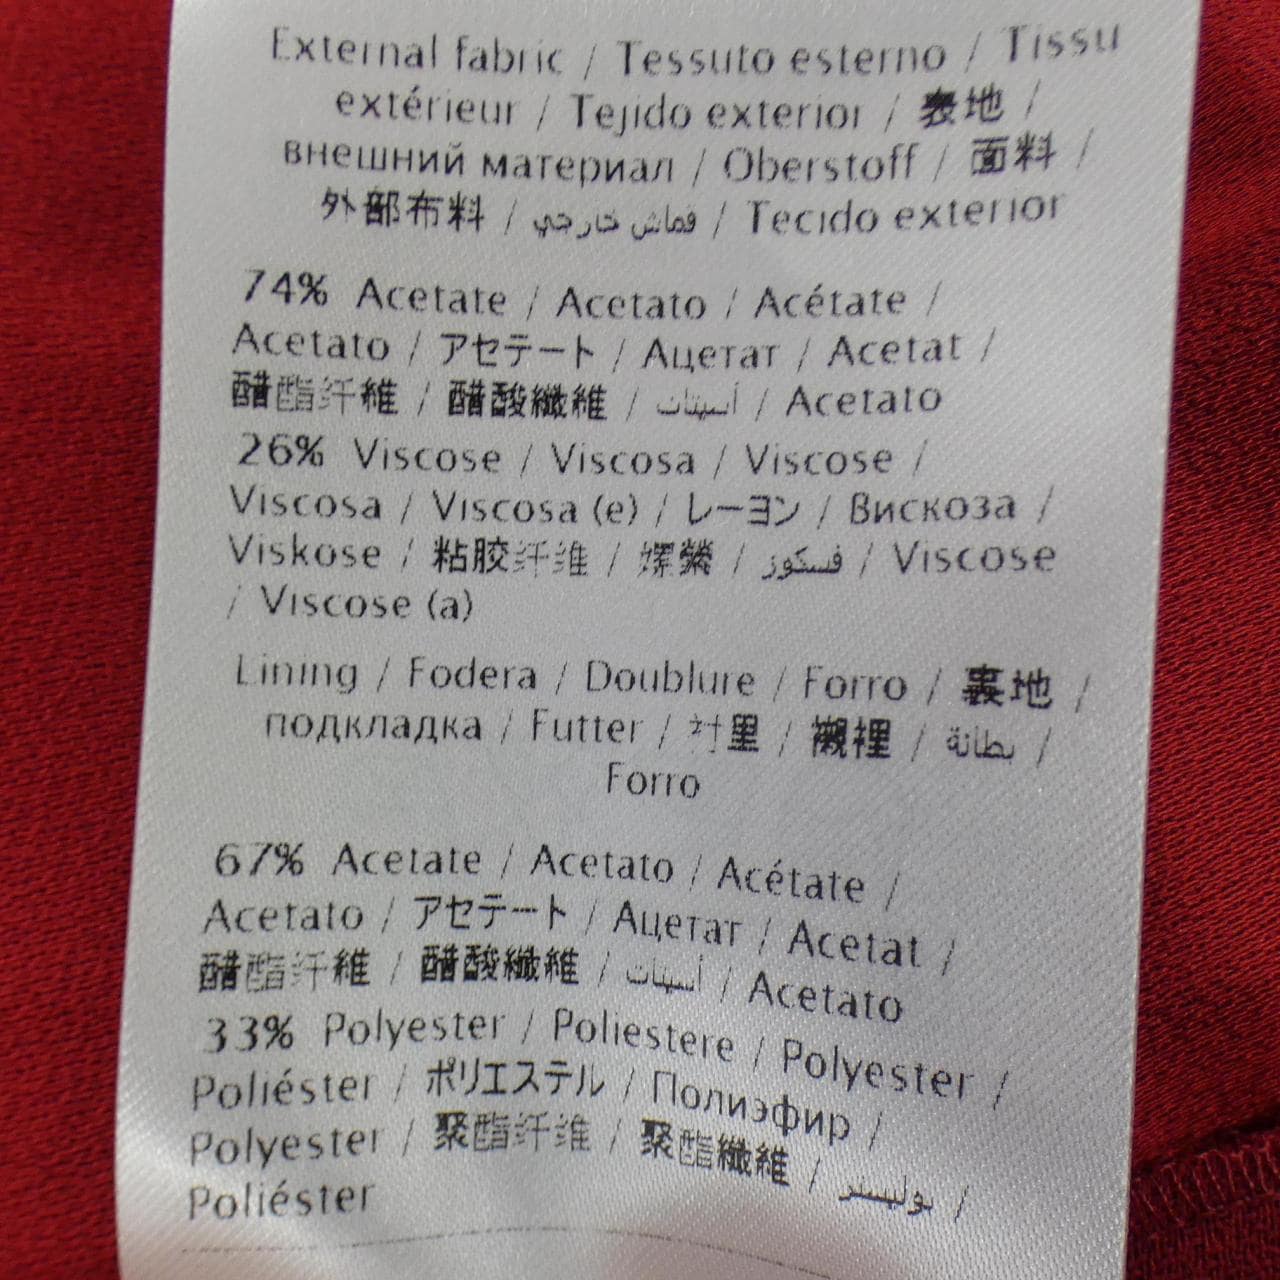 External fabric / Tessuto esterno / Tissu
extérieur / Tejido exterior / 表地 /
внешний материал / Oberstoff / 面料 /
外部布料 / قماش خارجي / Tecido exterior
74% Acetate / Acetato / Acétate /
Acetato / アセテート / Ацетат / Acetat /
醋酯纤維 / 醋酸纖維 / أسيتات / Acetato
26% Viscose / Viscosa / Viscose /
Viscosa / Viscosa (e) / レーヨン / Вискоза /
Viskose / 粘胶纤维 / 嫘縈 / فسكوز / Viscose
/ Viscose (a)
Lining / Fodera / Doublure / Forro / 裏地 /
подкладка / Futter / 衬里 / 襯裡 / بطانة /
Forro
67% Acetate / Acetato / Acétate /
Acetato / アセテート / Ацетат / Acetat /
醋酯纤維 / 醋酸纖維 / أسيتات / Acetato
33% Polyester / Poliestere / Polyester /
Poliéster / ポリエステル / Полиэфир /
Polyester / 聚酯纤维 / 聚酯纖維 / بوليستر /
Poliéster